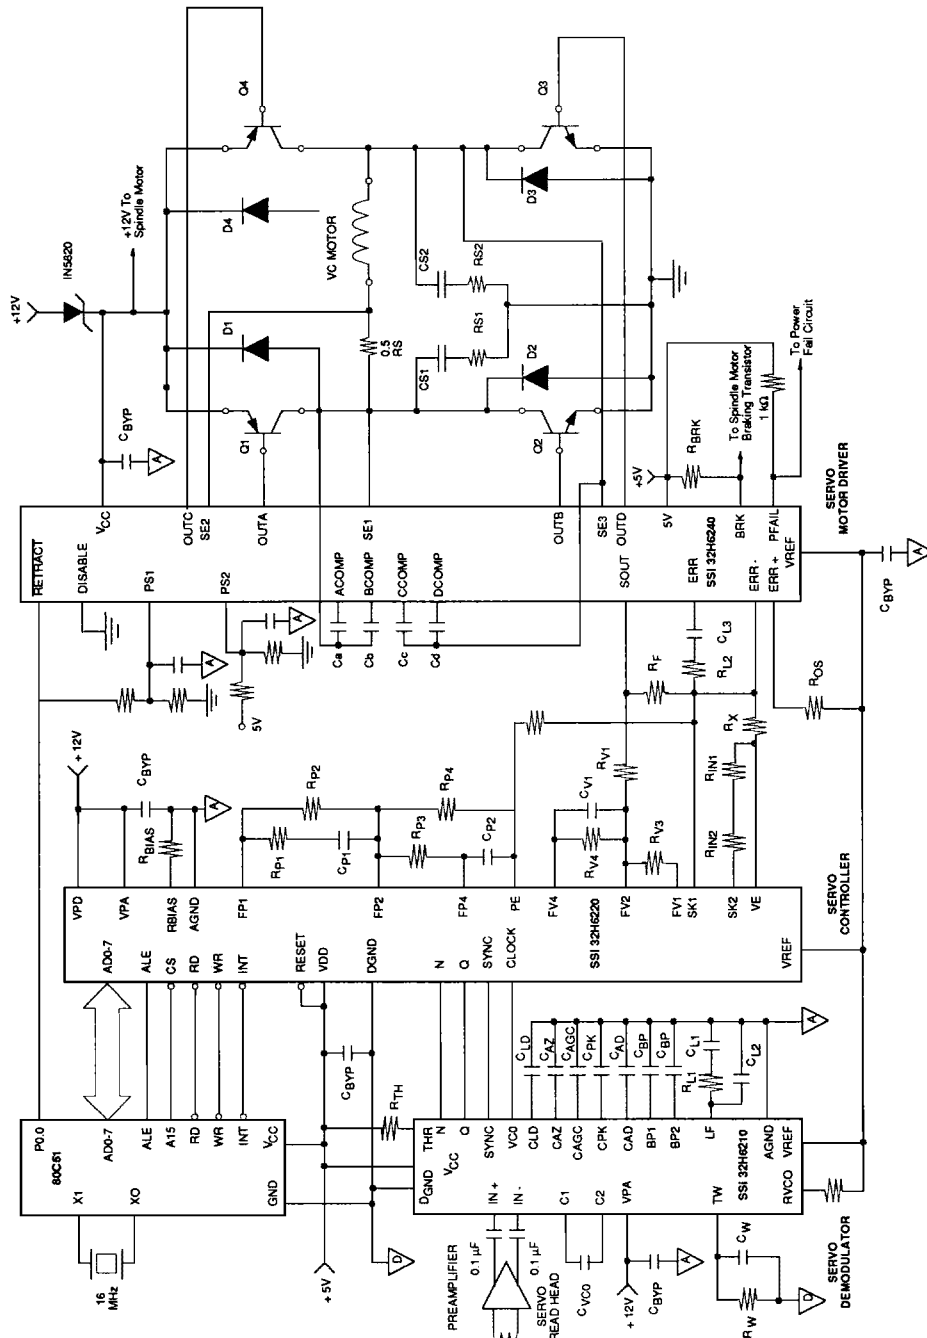 +12V
IN5820
+12V To
Spindle Motor
Q4
D4
D1
Q1
CBYP
A
VC MOTOR
0.5
RS
CS2
RS2
CS1
RS1
Q3
D3
D2
Q2
To Power
Fail Circuit
1 kΩ
To Spindle Motor
Braking Transistor
RBRK
+5V
VCC
OUTC
SE2
OUTA
SE1
OUTB
SE3
OUTD
5V
BRK
PFAIL
RETRACT
DISABLE
PS1
PS2
ACOMP
BCOMP
CCOMP
DCOMP
SOUT
ERR
ERR -
ERR +
VREF
SSI 32H6240
SERVO
MOTOR DRIVER
CBYP
A
A
A
5V
Ca
Cb
Cc
Cd
RF
RL2
CL3
ROS
RX
RIN1
RIN2
+ 12V
CBYP
RBIAS
A
RP2
RP1
CP1
RP4
RP3
CP2
CV1
RV4
RV1
RV3
VPD
VPA
RBIAS
AGND
FP1
FP2
FP4
PE
FV4
FV2
FV1
SK1
SK2
VE
AD0-7
ALE
CS
RD
WR
INT
RESET
VDD
DGND
N
Q
SYNC
CLOCK
SSI 32H6220
VREF
SERVO
CONTROLLER
P0.0
80C51
AD0-7
ALE
A15
RD
WR
INT
VCC
GND
X1
XO
16
MHz
+ 5V
CBYP
RTH
D
CLD
CAZ
CAGC
CPK
CAD
CBP
CBP
RL1
CL1
CL2
A
THR
VCC
DGND
N
Q
SYNC
VC0
CLD
CAZ
CAGC
CPK
CAD
BP1
BP2
LF
AGND
VREF
RVCO
IN +
IN -
C1
C2
VPA
TW
SSI 32H6210
SERVO
DEMODULATOR
PREAMPLIFIER
0.1 µF
0.1 µF
SERVO
READ HEAD
CVC0
+ 12V
CBYP
A
CW
RW
D